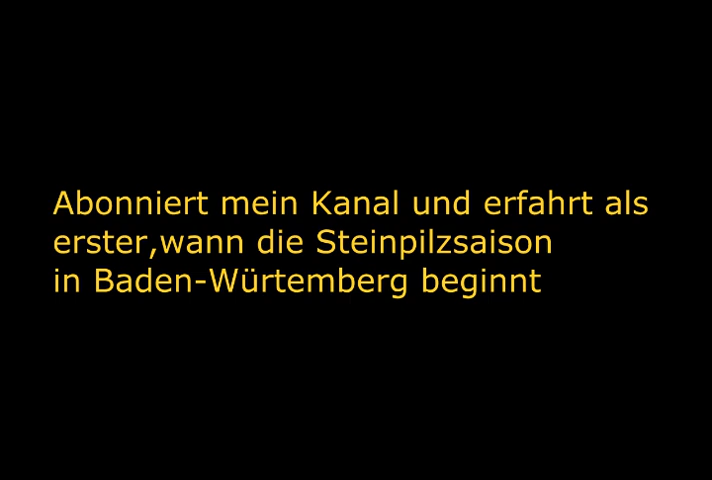 Abonniert mein Kanal und erfahrt als
erster,wann die Steinpilzsaison
in Baden-Würtemberg beginnt